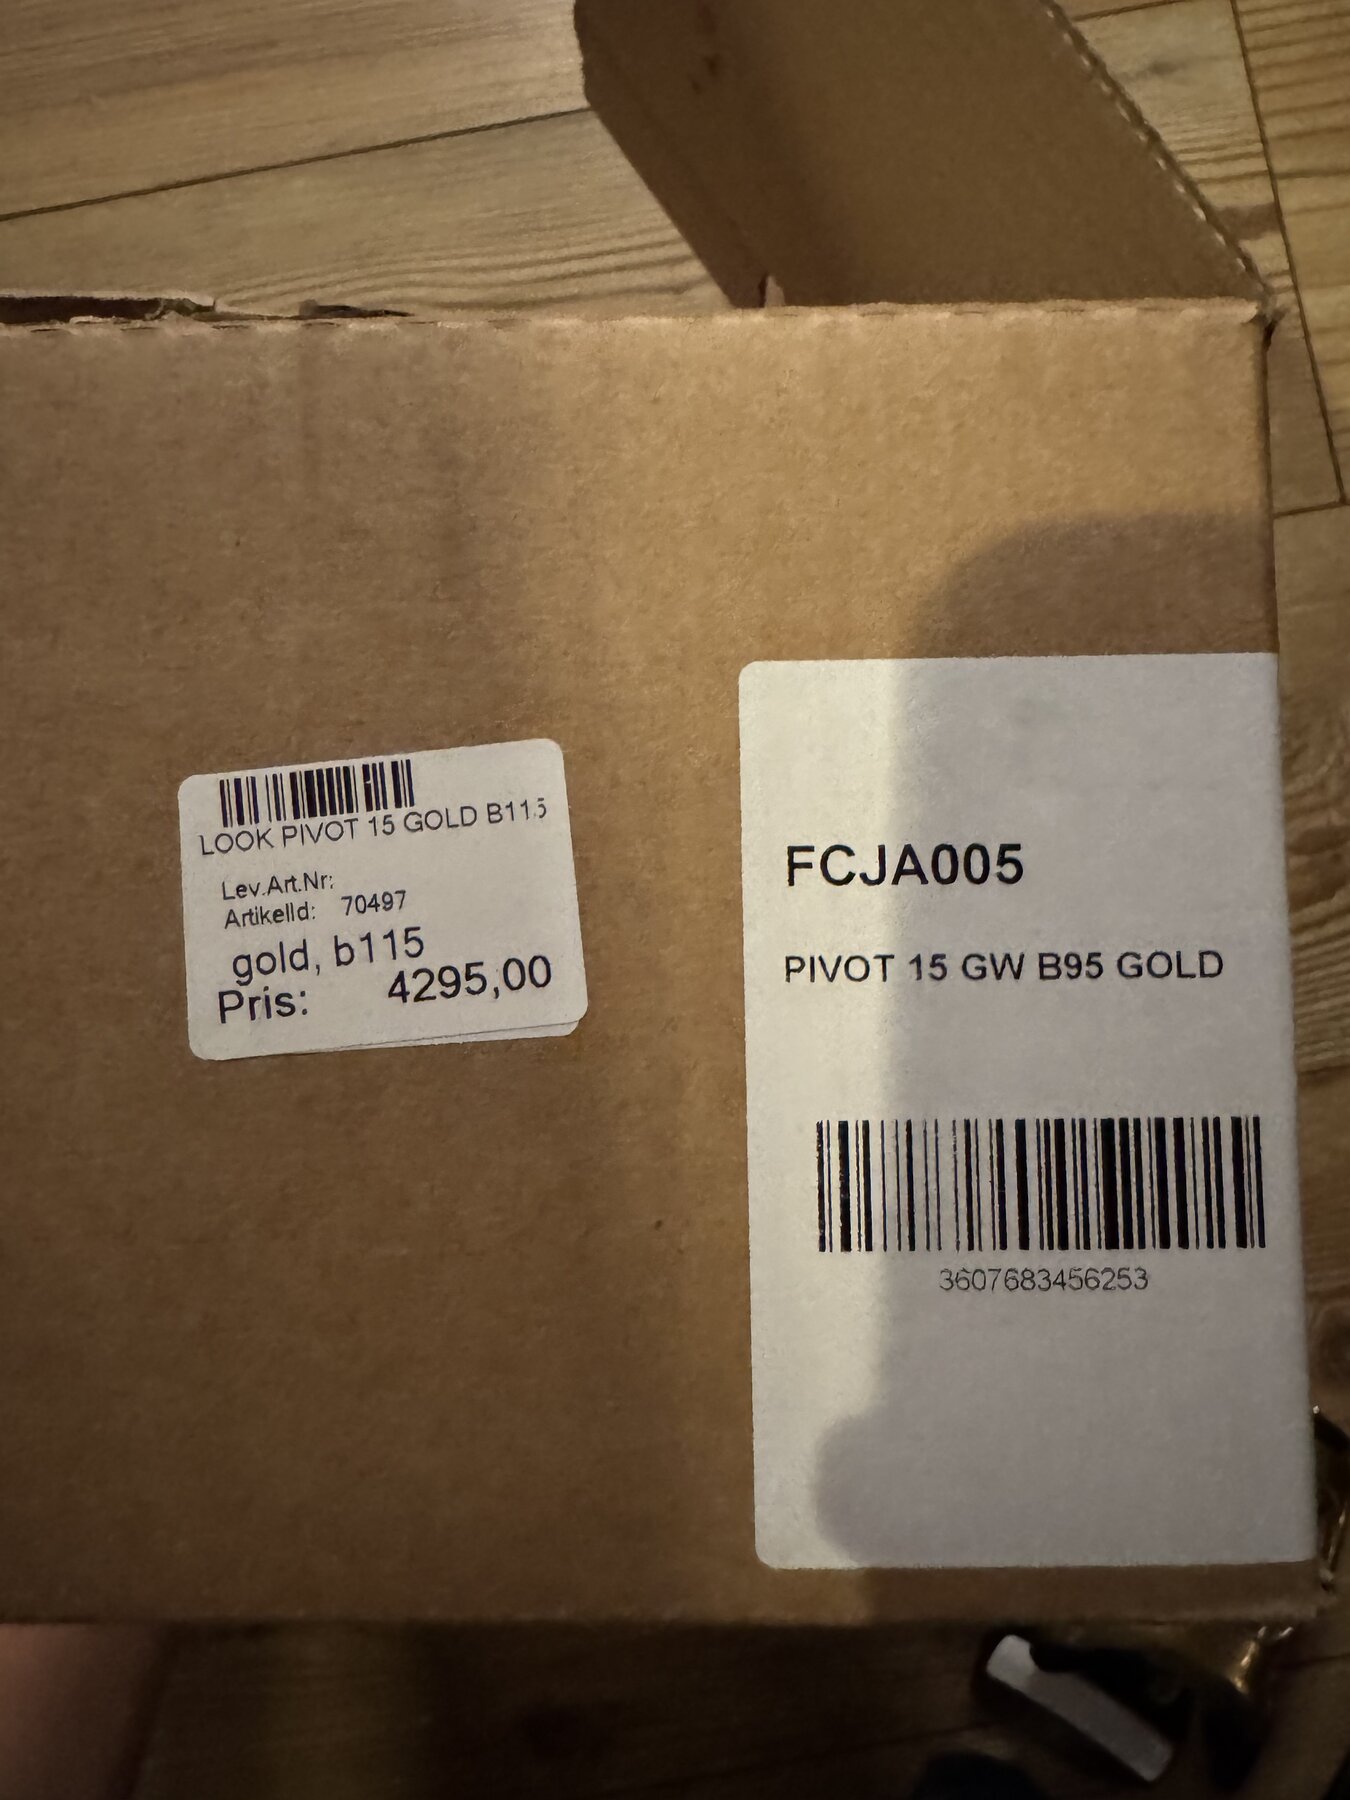 LOOK PIVOT 15 GOLD B115
Lev.Art.Nr:
ArtikelId: 70497
gold, b115
Pris: 4295,00
FCJA005
PIVOT 15 GW B95 GOLD
3607683456253